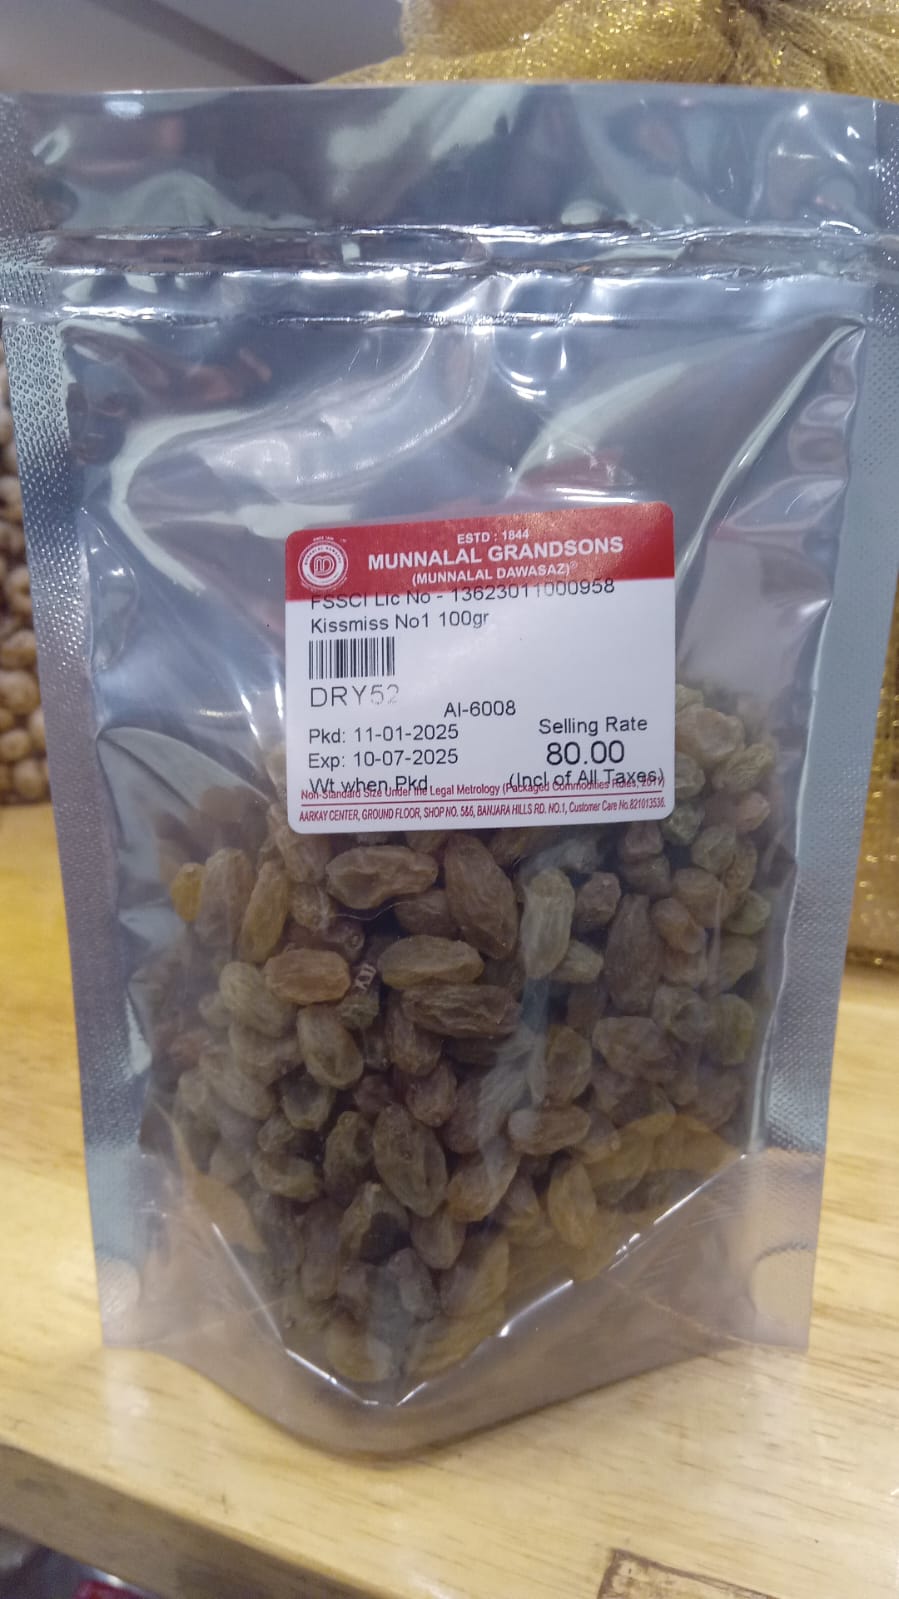 ESTD : 1844
MUNNALAL GRANDSONS
(MUNNALAL DAWASAZ)®
FSSCI Lic No - 13623011000958
Kissmiss No1 100gr
DRY52
AI-6008
Pkd: 11-01-2025
Selling Rate
Exp: 10-07-2025
80.00
Wt when Pkd
(Incl of All Taxes)
Non-Standard Size Under the Legal Metrology (Packaged Commodities Rules, 2011)
AARKAY CENTER, GROUND FLOOR, SHOP NO. 5&6, BANJARA HILLS RD. NO.1, Customer Care No.821013536.